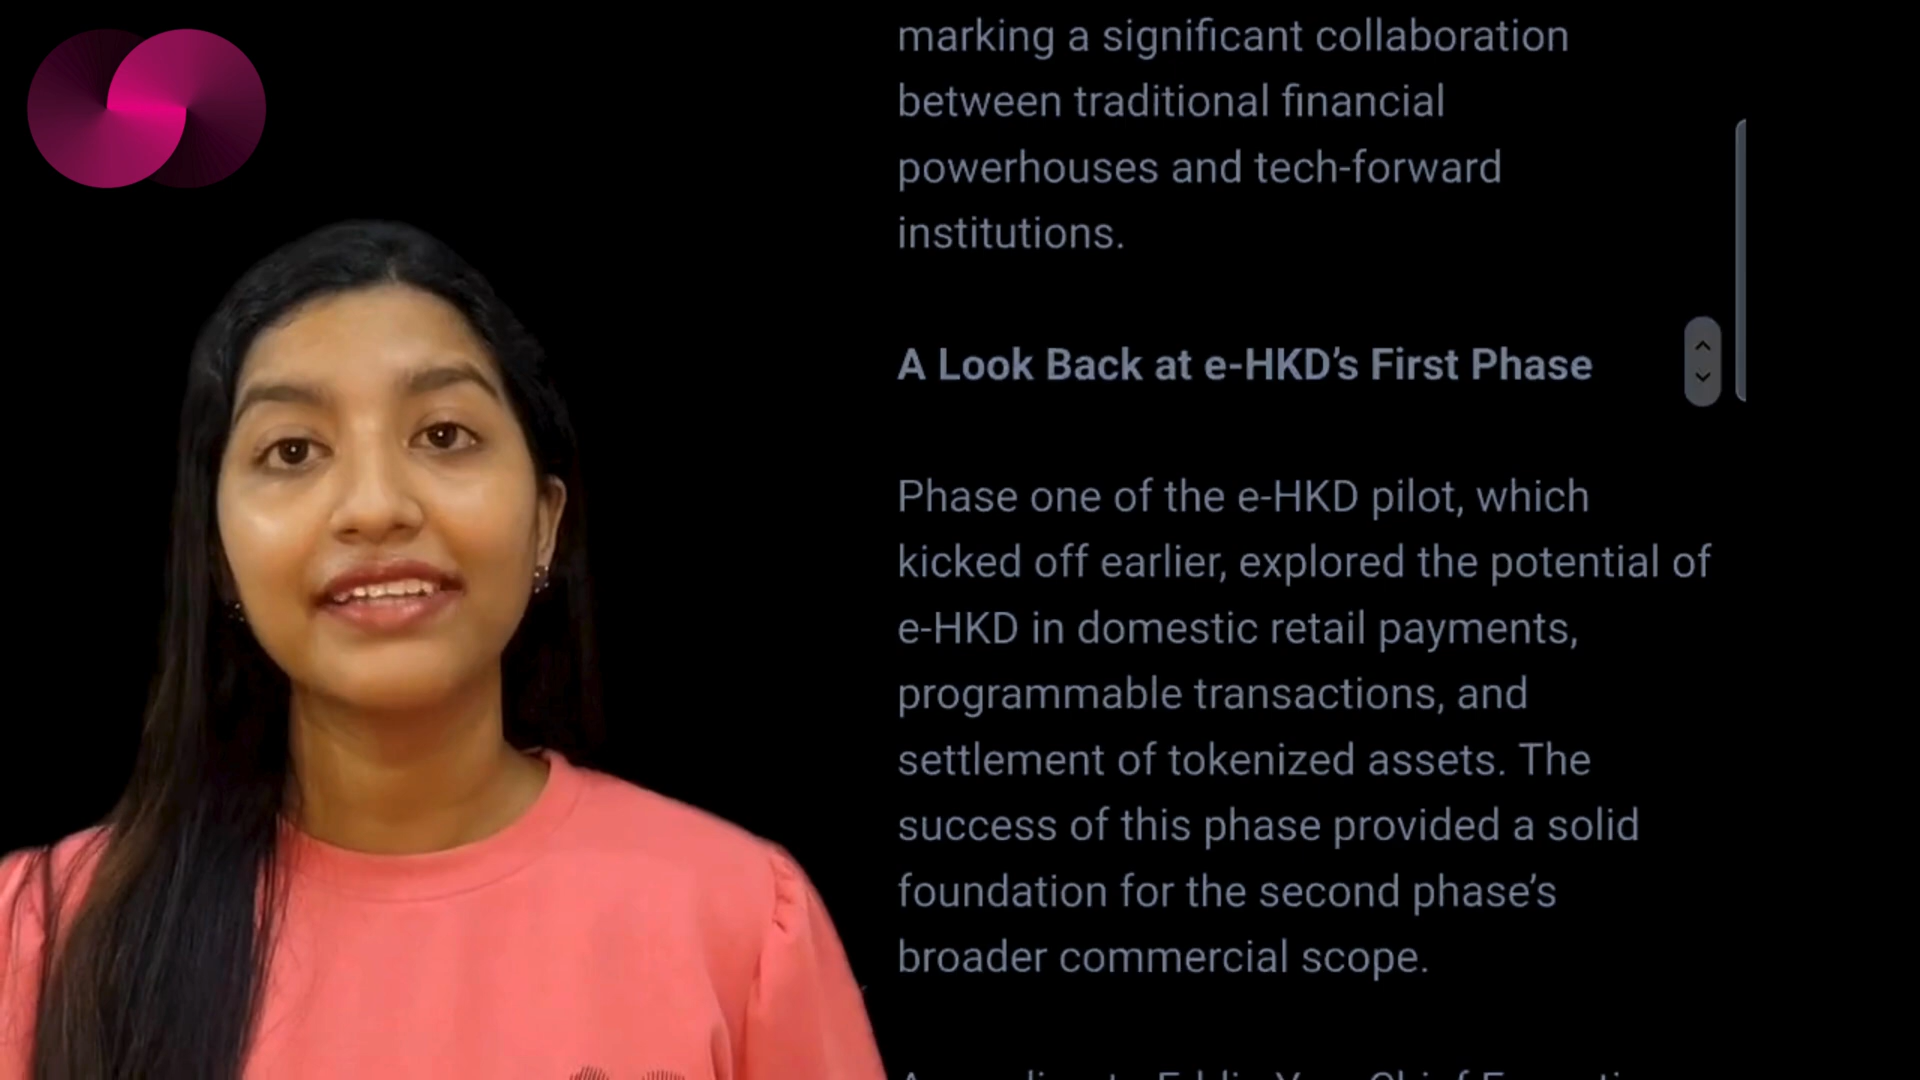 marking a significant collaboration
between traditional financial
powerhouses and tech-forward
institutions.
A Look Back at e-HKD’s First Phase
Phase one of the e-HKD pilot, which
kicked off earlier, explored the potential of
e-HKD in domestic retail payments,
programmable transactions, and
settlement of tokenized assets. The
success of this phase provided a solid
foundation for the second phase’s
broader commercial scope.